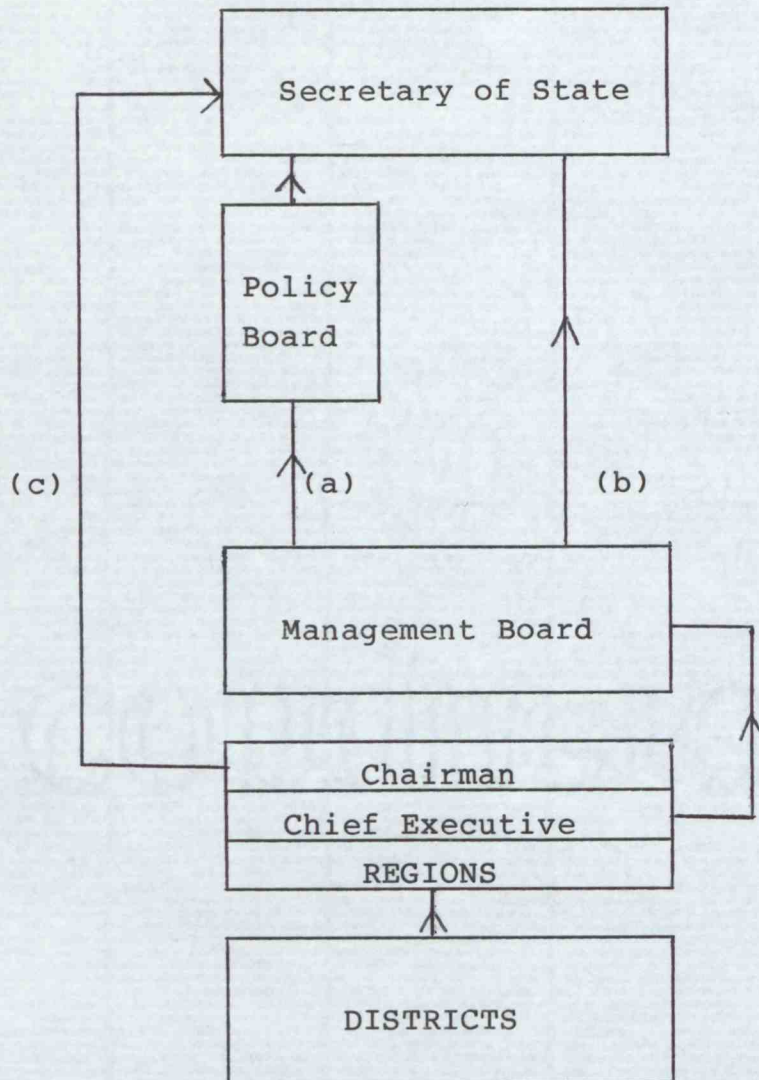 Secretary of State
Policy
Board
(c)
(a)
(b)
Management Board
Chairman
Chief Executive
REGIONS
DISTRICTS